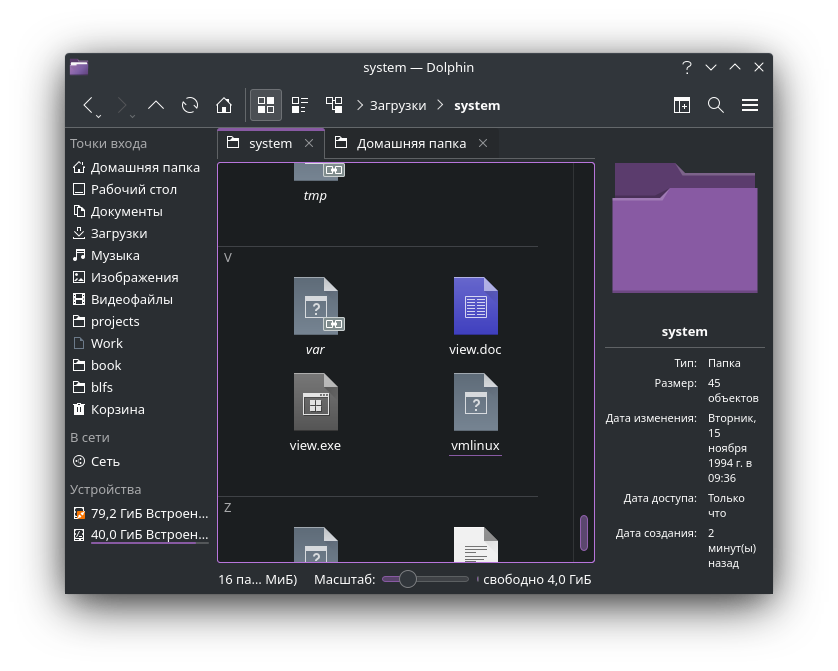 system — Dolphin
Загрузки
system
Точки входа
Домашняя папка
Рабочий стол
Документы
Загрузки
Музыка
Изображения
Видеофайлы
projects
Work
book
blfs
Корзина
В сети
Сеть
Устройства
79,2 ГиБ Встроен...
40,0 ГиБ Встроен...
system
Домашняя папка
tmp
V
var
view.doc
view.exe
vmlinux
Z
16 па... МиБ)
Масштаб:
свободно 4,0 ГиБ
system
Тип: Папка
Размер: 45
объектов
Дата изменения: Вторник,
15
ноября
1994 г. в
09:36
Дата доступа: Только
что
Дата создания: 2
минут(ы)
назад